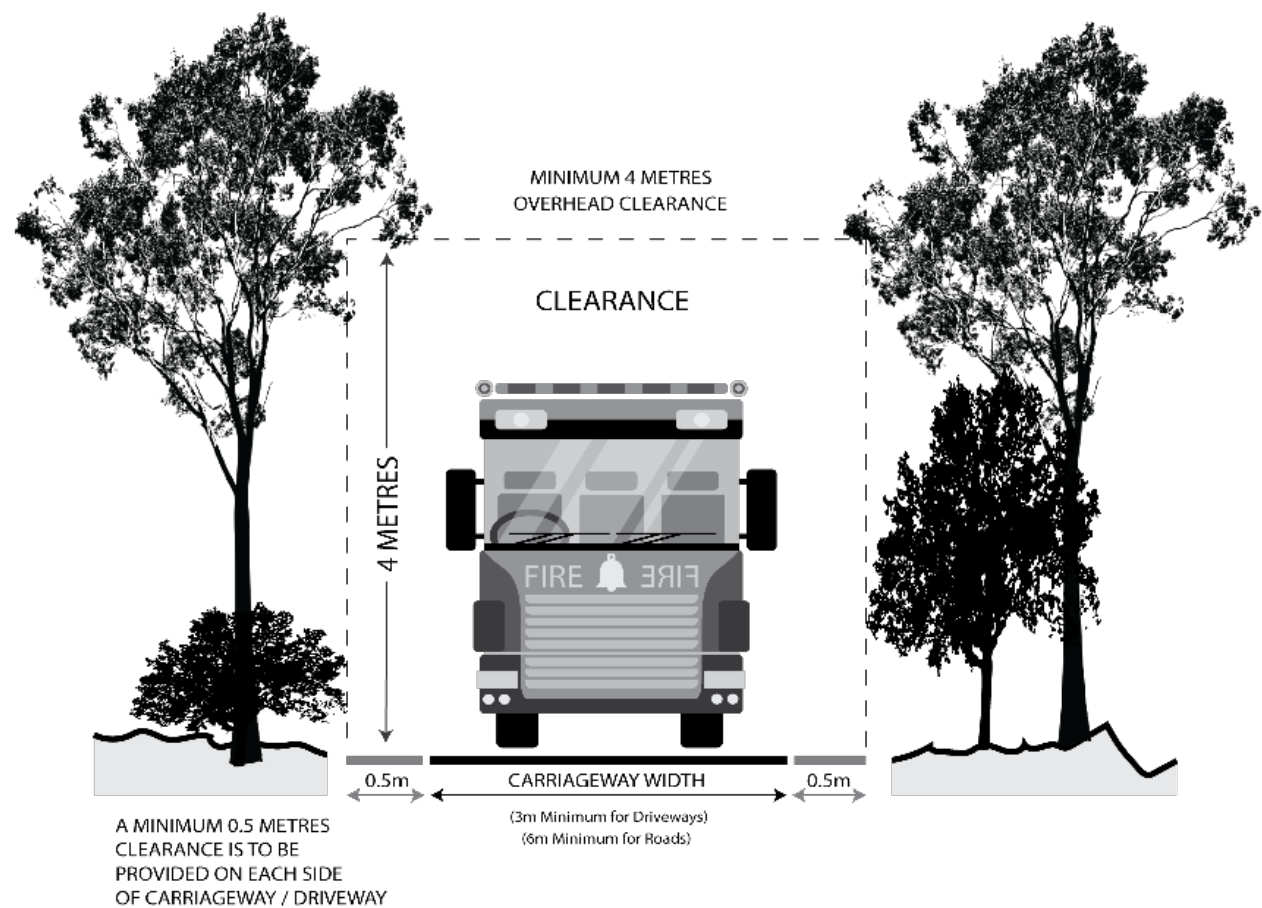 MINIMUM 4 METRES
OVERHEAD CLEARANCE
CLEARANCE
4 METRES
FIRE FIRE
0.5m
CARRIAGEWAY WIDTH
0.5m
(3m Minimum for Driveways)
(6m Minimum for Roads)
A MINIMUM 0.5 METRES
CLEARANCE IS TO BE
PROVIDED ON EACH SIDE
OF CARRIAGEWAY / DRIVEWAY